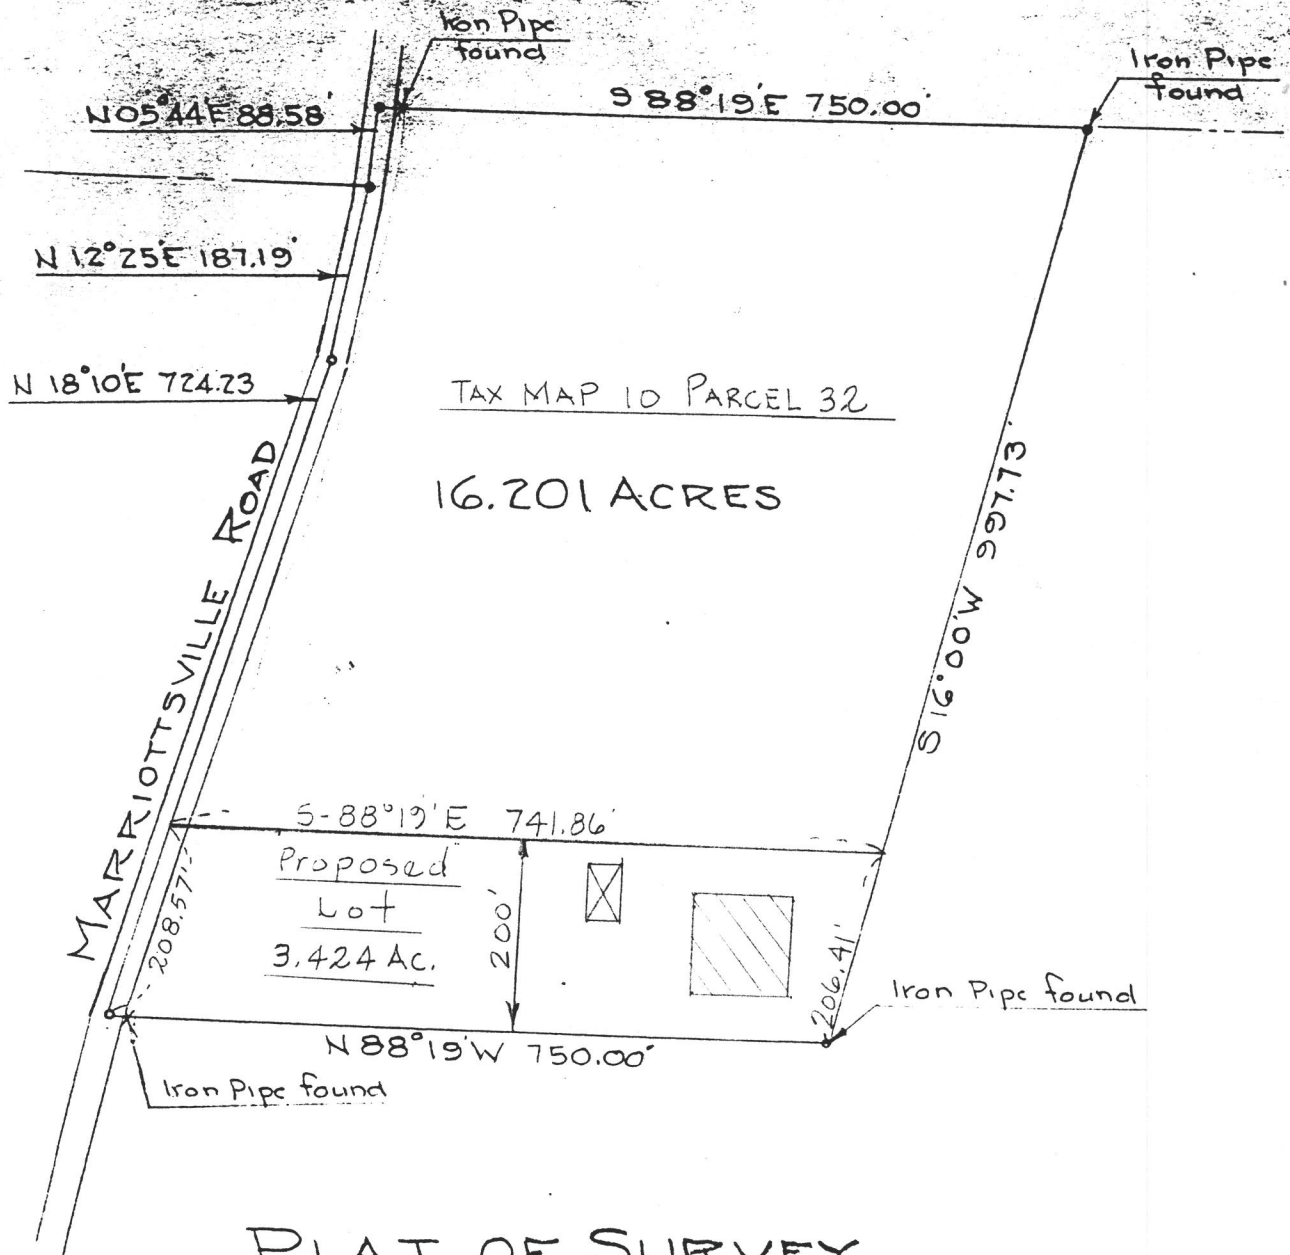 Iron Pipe
found
Iron Pipe
found
S 88°19'E 750.00'
N 05°44'E 88.58'
N 12°25'E 187.19'
N 18°10'E 724.23
TAX MAP 10 PARCEL 32
16.201 ACRES
MARRIOTTSVILLE ROAD
S 16°00'W 997.73'
S-88°19'E 741.86'
Proposed
Lot
3.424 Ac.
208.57'
200'
206.41'
Iron Pipe found
N 88°19'W 750.00'
Iron Pipe found
PLAT OF SURVEY